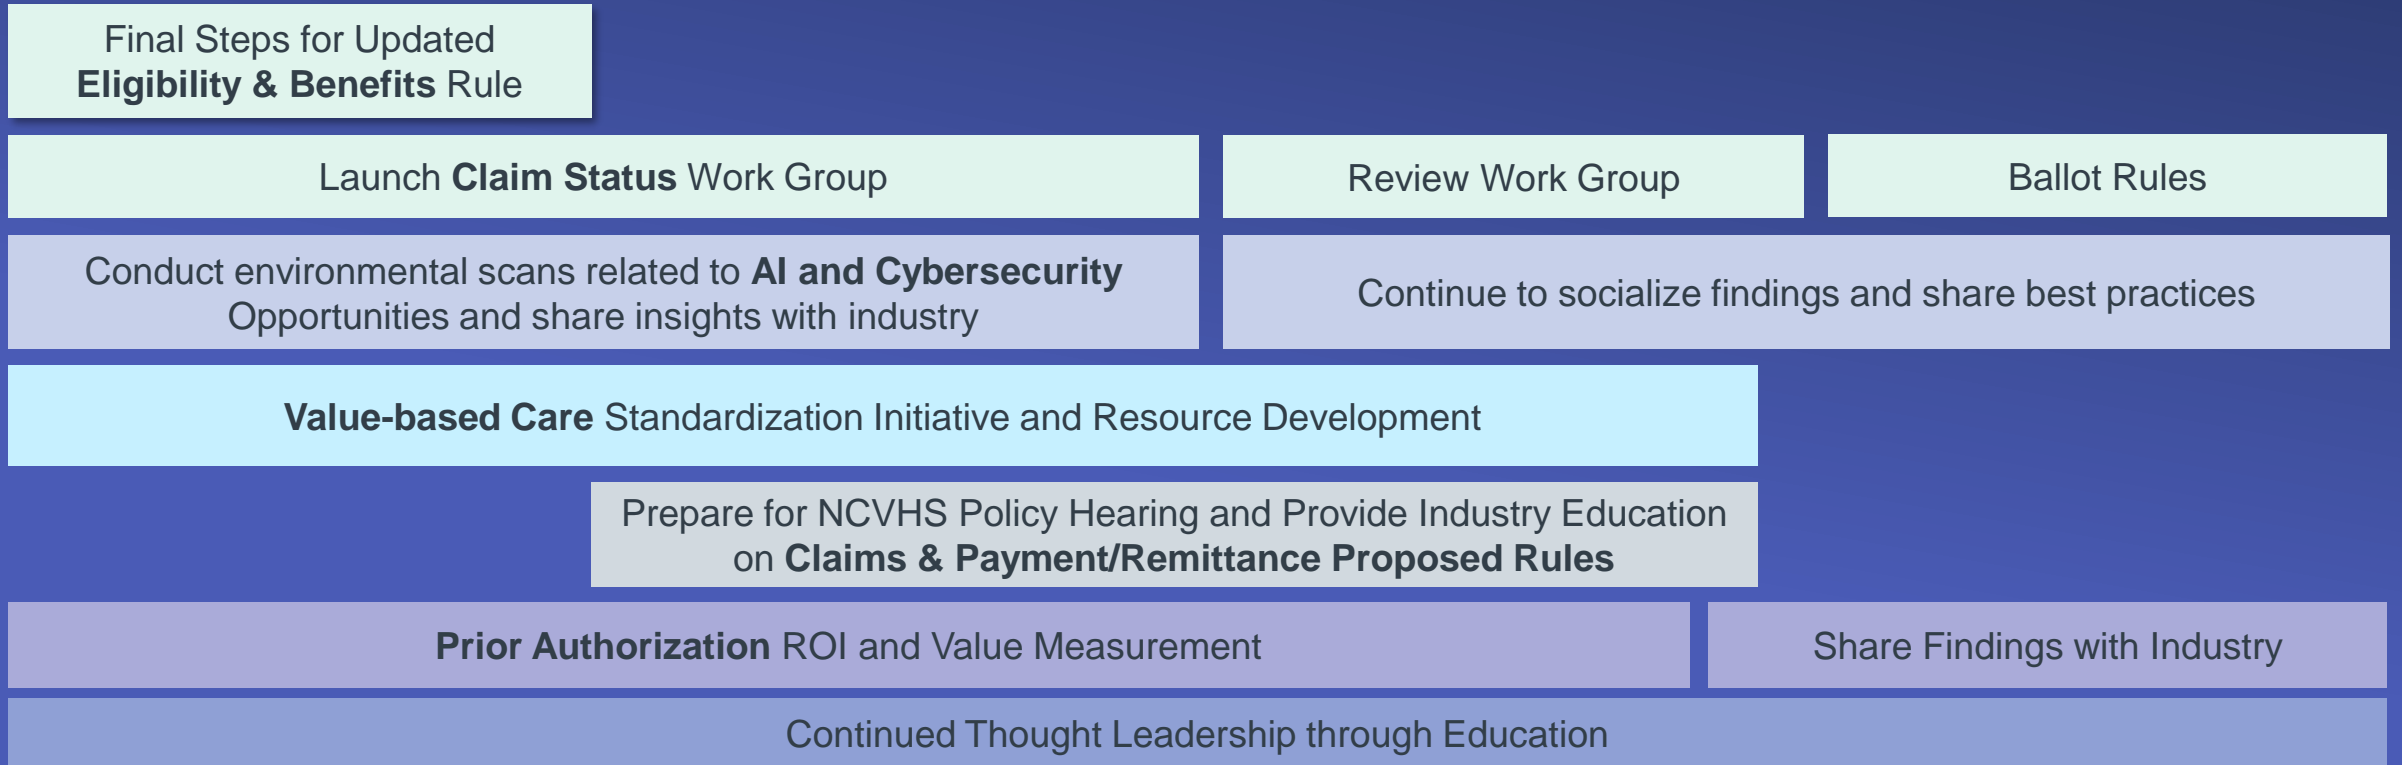 Final Steps for Updated
Eligibility & Benefits Rule
Launch Claim Status Work Group
Review Work Group
Ballot Rules
Conduct environmental scans related to AI and Cybersecurity
Opportunities and share insights with industry
Continue to socialize findings and share best practices
Value-based Care Standardization Initiative and Resource Development
Prepare for NCVHS Policy Hearing and Provide Industry Education
on Claims & Payment/Remittance Proposed Rules
Prior Authorization ROI and Value Measurement
Share Findings with Industry
Continued Thought Leadership through Education